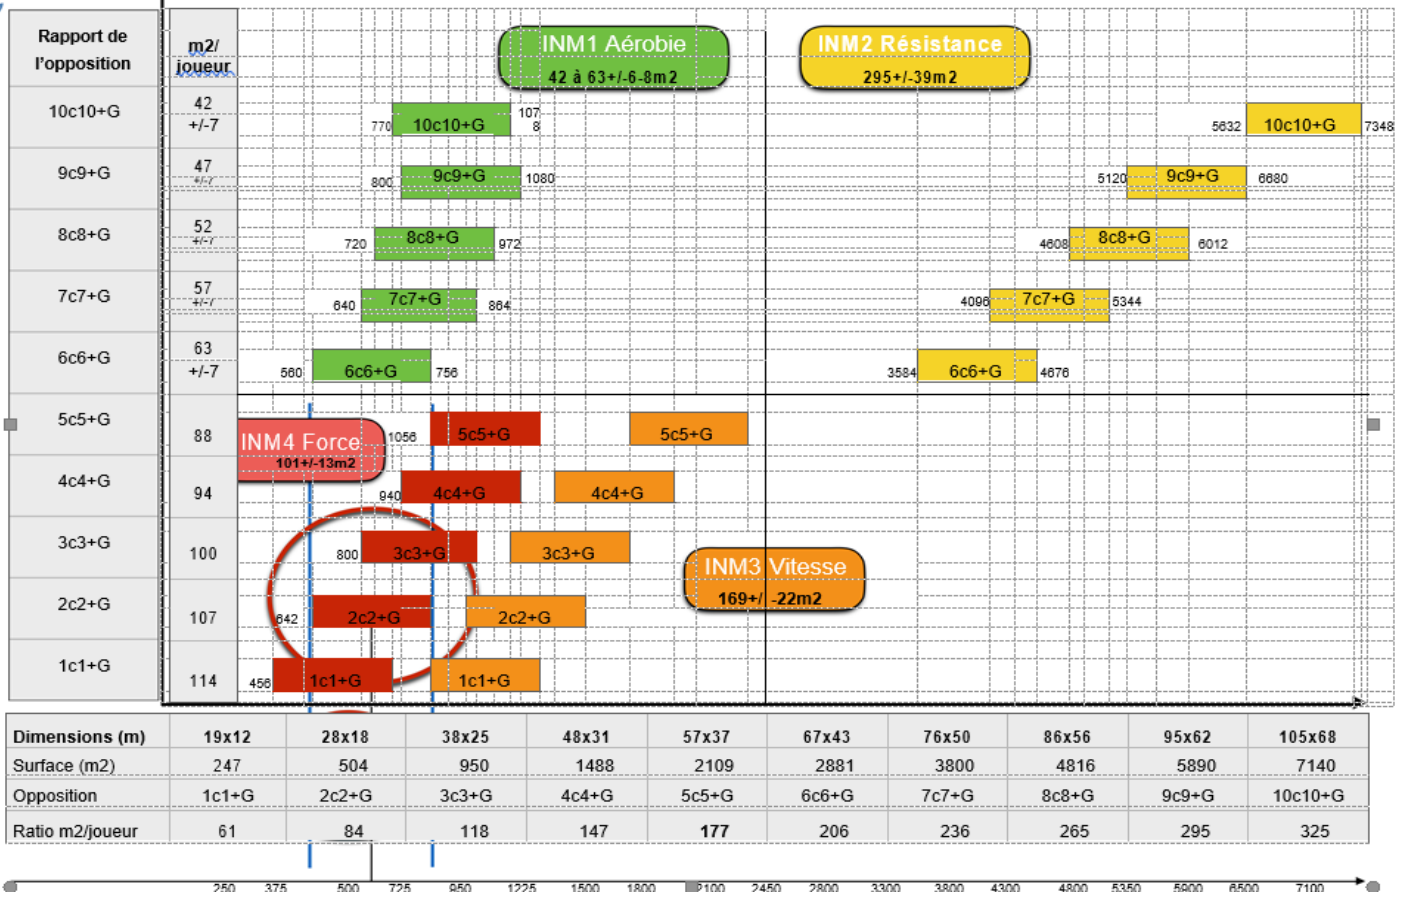 Rapport de
l'opposition
m2/
joueur
INM1 Aérobie
42 à 63+/-6-8m2
INM2 Résistance
295+/-39m2
10c10+G
42
+/-7
770
10c10+G
107
8
5632
10c10+G
7348
9c9+G
47
+/-7
800
9c9+G
1080
5120
9c9+G
6680
8c8+G
52
+/-7
720
8c8+G
972
4608
8c8+G
6012
7c7+G
57
+/-7
640
7c7+G
864
4096
7c7+G
5344
6c6+G
63
+/-7
560
6c6+G
756
3584
6c6+G
4676
5c5+G
88
INM4 Force
101+/-13m2
1056
5c5+G
5c5+G
4c4+G
94
940
4c4+G
4c4+G
3c3+G
100
800
3c3+G
3c3+G
INM3 Vitesse
169+/ -22m2
2c2+G
107
642
2c2+G
2c2+G
1c1+G
114
456
1c1+G
1c1+G
Dimensions (m) 19x12 28x18 38x25 48x31 57x37 67x43 76x50 86x56 95x62 105x68
Surface (m2) 247 504 950 1488 2109 2881 3800 4816 5890 7140
Opposition 1c1+G 2c2+G 3c3+G 4c4+G 5c5+G 6c6+G 7c7+G 8c8+G 9c9+G 10c10+G
Ratio m2/joueur 61 84 118 147 177 206 236 265 295 325
250 375 500 725 950 1225 1500 1800 2100 2450 2800 3300 3800 4300 4800 5350 5900 6500 7100